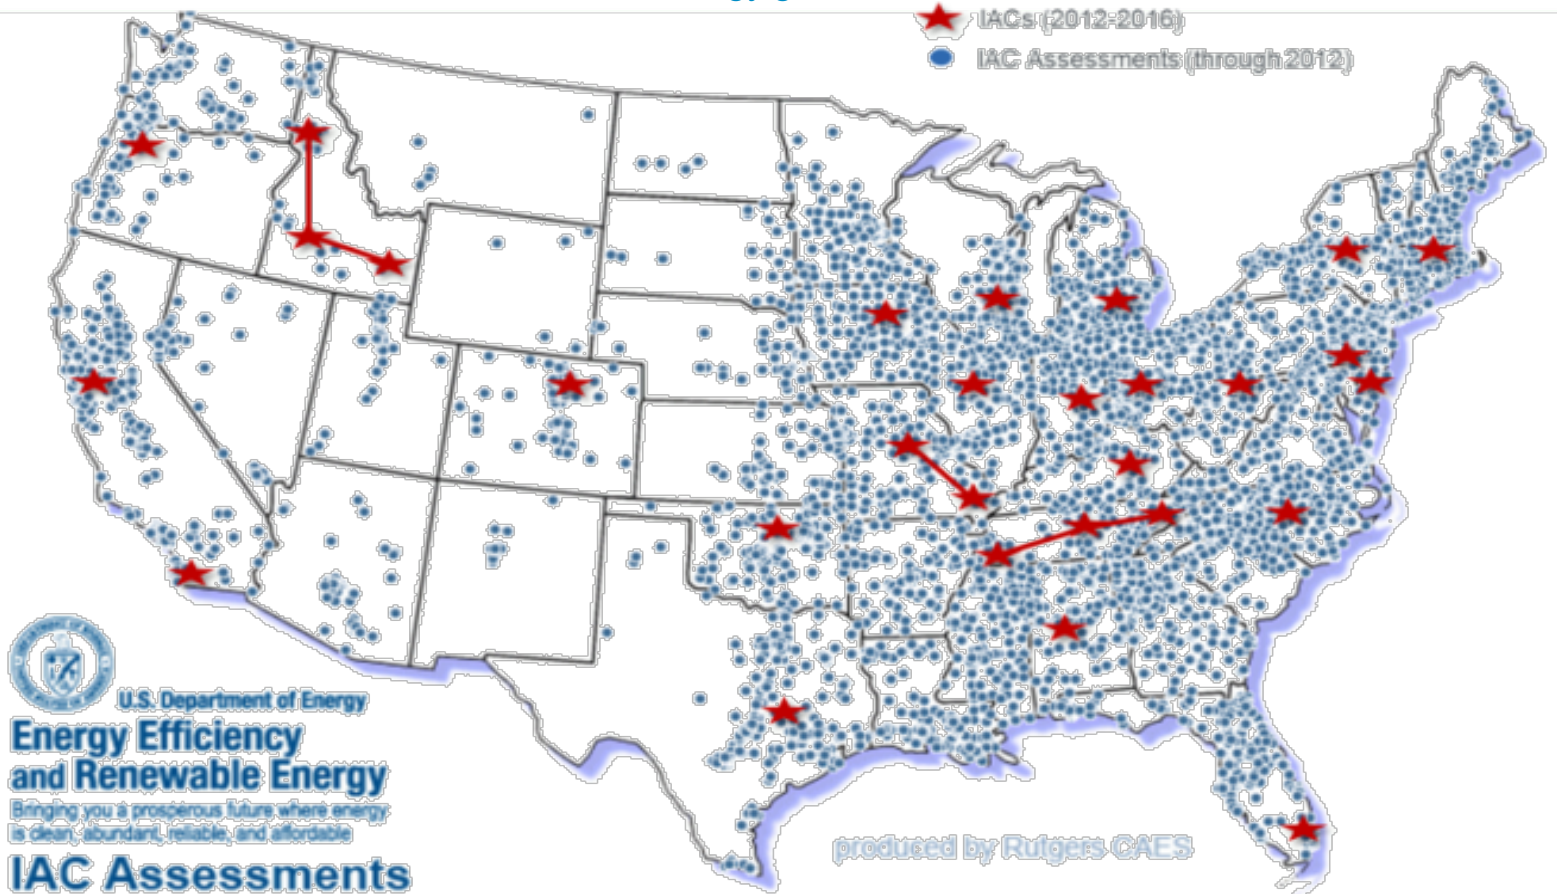 IACs (2012-2016)
IAC Assessments (through 2012)
U.S. Department of Energy
Energy Efficiency
and Renewable Energy
Bringing you a prosperous future where energy
is clean, abundant, reliable, and affordable
IAC Assessments
produced by Rutgers CAES